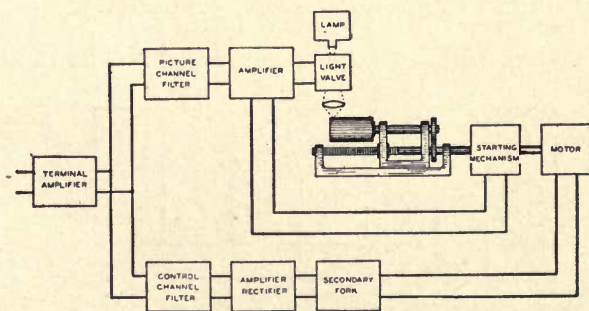 LAMP
PICTURE
CHANNEL
FILTER
AMPLIFIER
LIGHT
VALVE
TERMINAL
AMPLIFIER
STARTING
MECHANISM
MOTOR
CONTROL
CHANNEL
FILTER
AMPLIFIER
RECTIFIER
SECONDARY
FORK